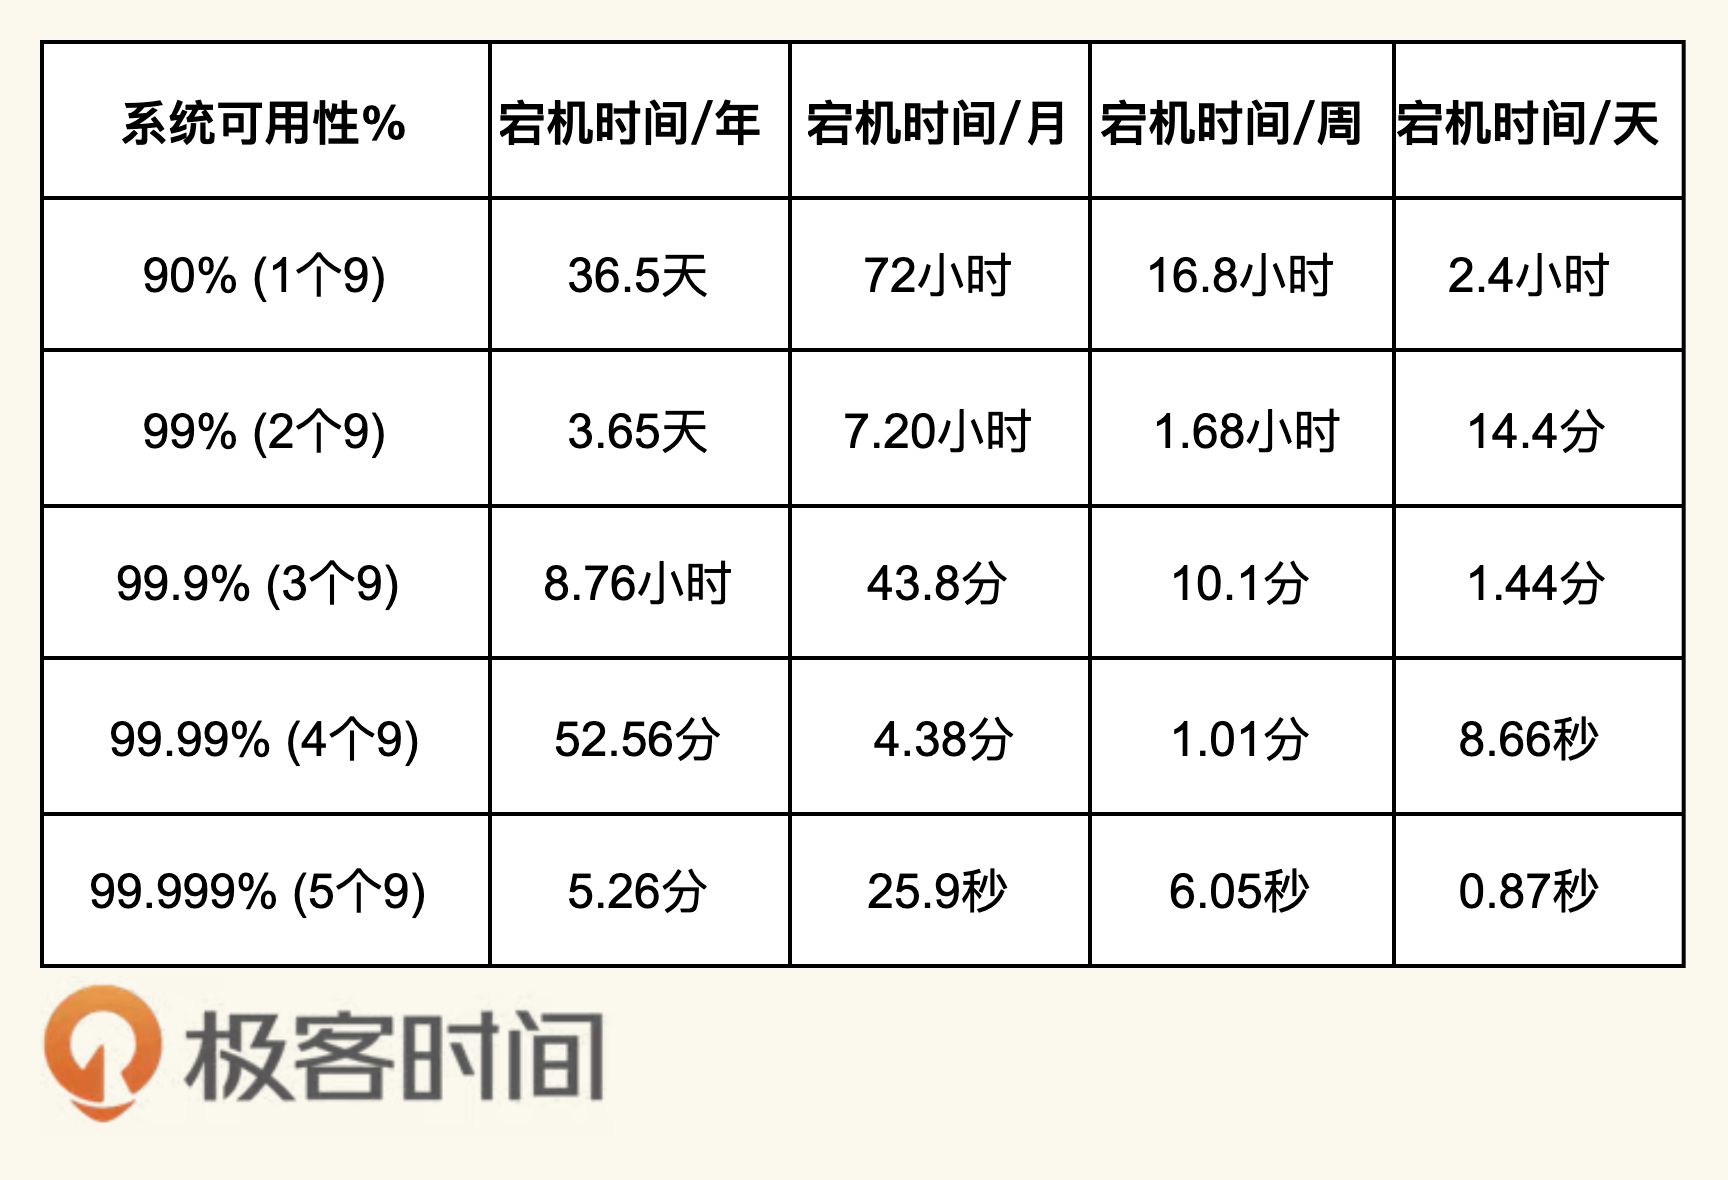 系统可用性% 宕机时间/年 宕机时间/月 宕机时间/周 宕机时间/天
90% (1个9) 36.5天 72小时 16.8小时 2.4小时
99% (2个9) 3.65天 7.20小时 1.68小时 14.4分
99.9% (3个9) 8.76小时 43.8分 10.1分 1.44分
99.99% (4个9) 52.56分 4.38分 1.01分 8.66秒
99.999% (5个9) 5.26分 25.9秒 6.05秒 0.87秒
极客时间